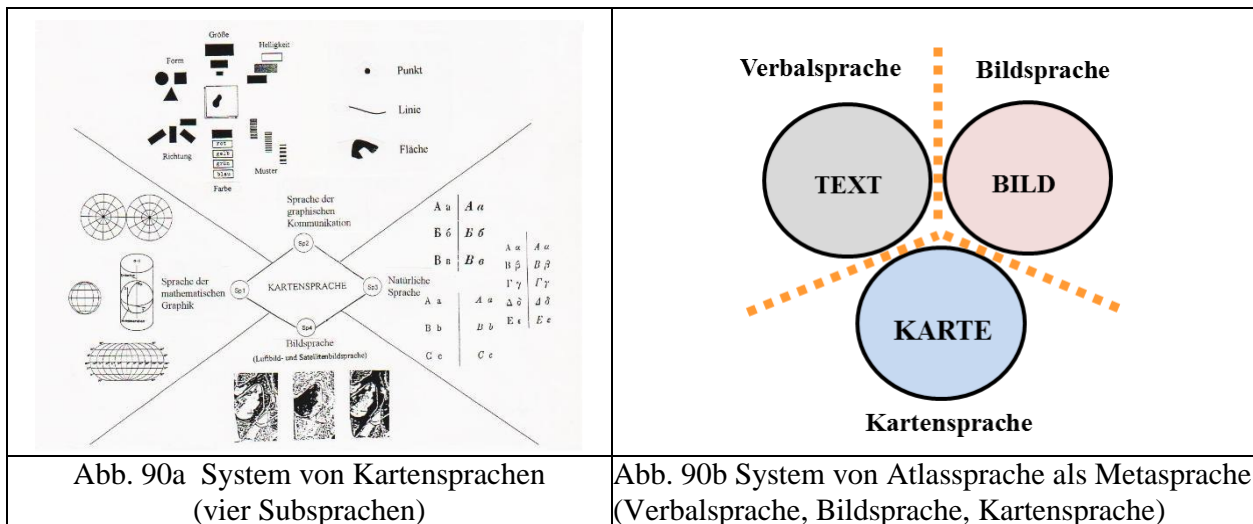 Größe
Helligkeit
Form
Richtung
rot
gelb
grün
blau
Farbe
Muster
Punkt
Linie
Fläche
Sprache der
graphischen
Kommunikation
Sp2
Sprache der
mathematischen
Graphik
Sp1
KARTENSPRACHE
Sp3
Natürliche
Sprache
Sp4
Bildsprache
(Luftbild- und Satellitenbildsprache)
А а А а
Б б Б б
В в В в
Α α Α α
Β β Β β
Γ γ Γ γ
Δ δ Δ δ
Ε ε Ε ε
A a A a
B b B b
C c C c
Verbalsprache
Bildsprache
TEXT
BILD
KARTE
Kartensprache
Abb. 90a System von Kartensprachen
(vier Subsprachen)
Abb. 90b System von Atlassprache als Metasprache
(Verbalsprache, Bildsprache, Kartensprache)